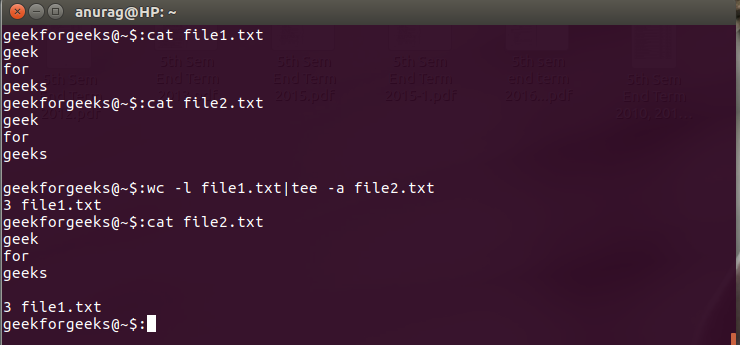 anurag@HP: ~
geekforgeeks@~$:cat file1.txt
geek
for
geeks
geekforgeeks@~$:cat file2.txt
geek
for
geeks

geekforgeeks@~$:wc -l file1.txt|tee -a file2.txt
3 file1.txt
geekforgeeks@~$:cat file2.txt
geek
for
geeks

3 file1.txt
geekforgeeks@~$: